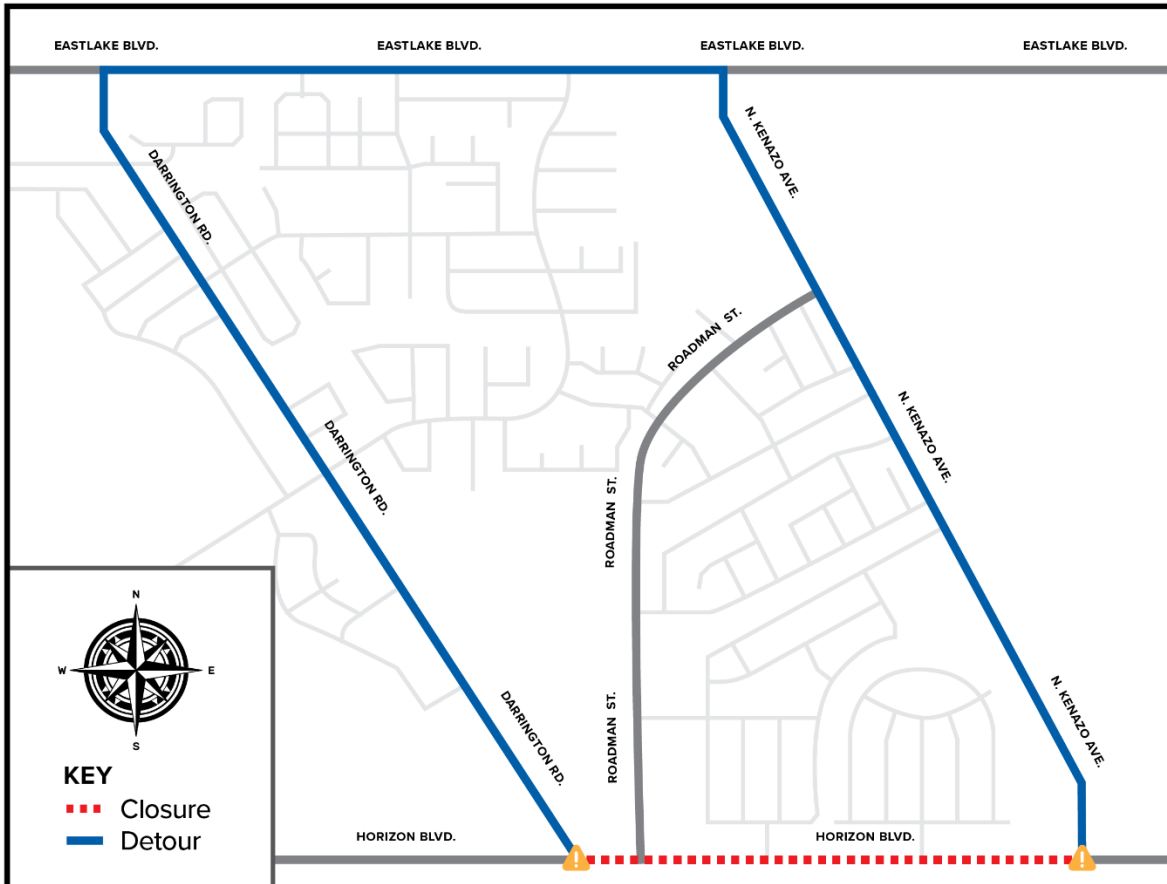 EASTLAKE BLVD.
EASTLAKE BLVD.
EASTLAKE BLVD.
EASTLAKE BLVD.
N. KENAZO AVE.
DARRINGTON RD.
ROADMAN ST.
N. KENAZO AVE.
DARRINGTON RD.
ROADMAN ST.
N
W
E
S
N. KENAZO AVE.
DARRINGTON RD.
ROADMAN ST.
KEY
Closure
Detour
HORIZON BLVD.
HORIZON BLVD.